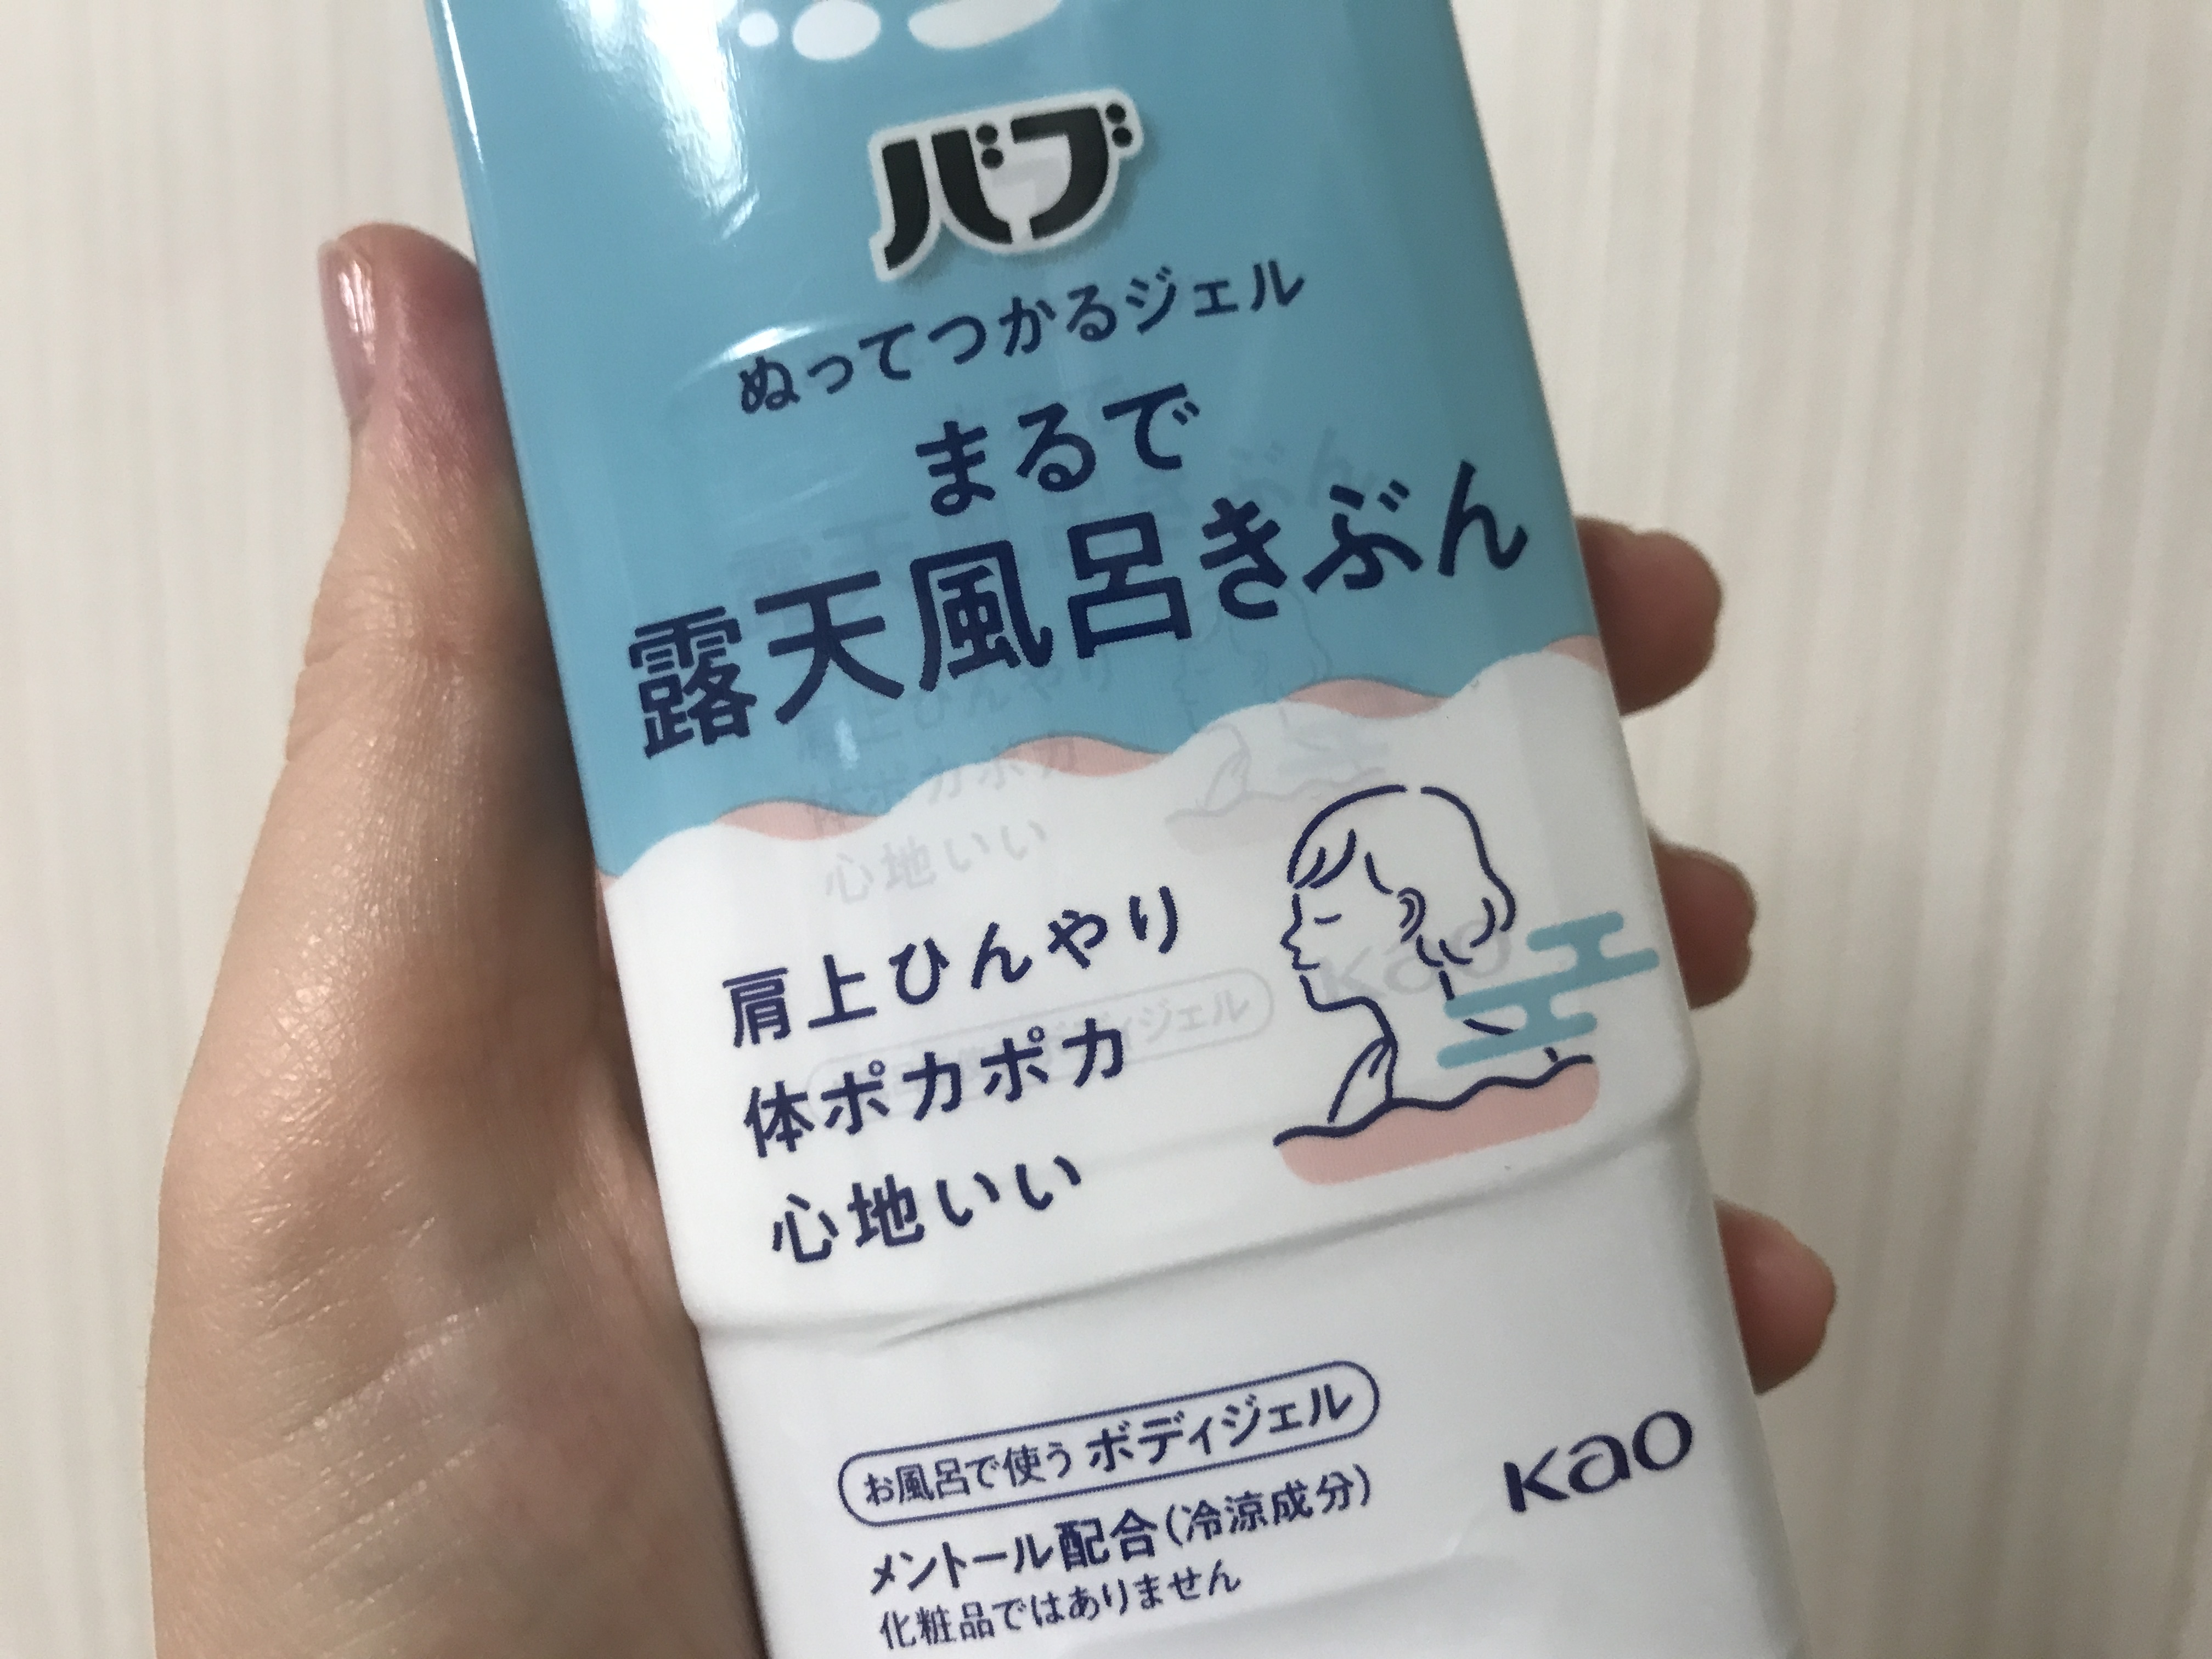 バブ
ぬってつかるジェル
まるで
露天風呂きぶん
肩上ひんやり
体ポカポカ
心地いい
お風呂で使うボディジェル
メントール配合(冷涼成分)
化粧品ではありません
Kao